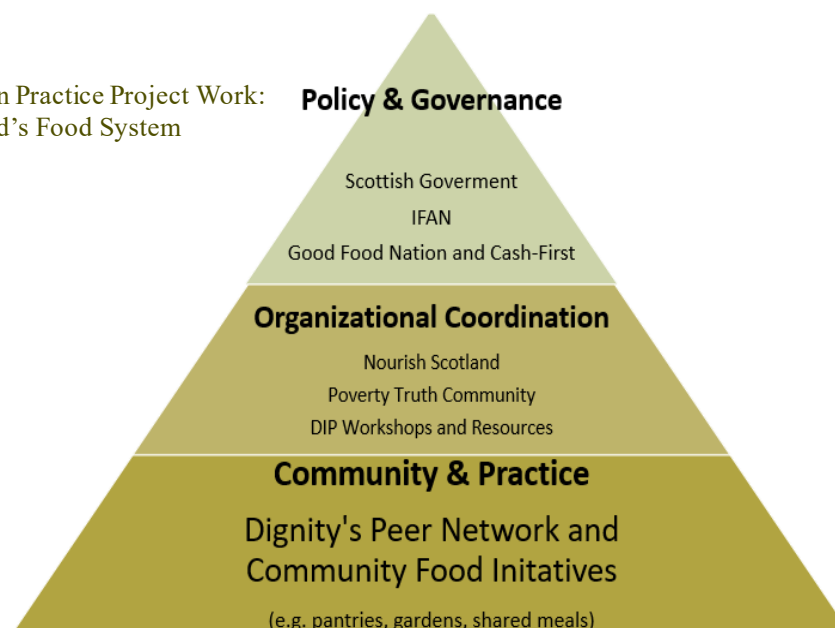 n Practice Project Work:
d’s Food System
Policy & Governance
Scottish Goverment
IFAN
Good Food Nation and Cash-First
Organizational Coordination
Nourish Scotland
Poverty Truth Community
DIP Workshops and Resources
Community & Practice
Dignity's Peer Network and
Community Food Initatives
(e.g. pantries, gardens, shared meals)